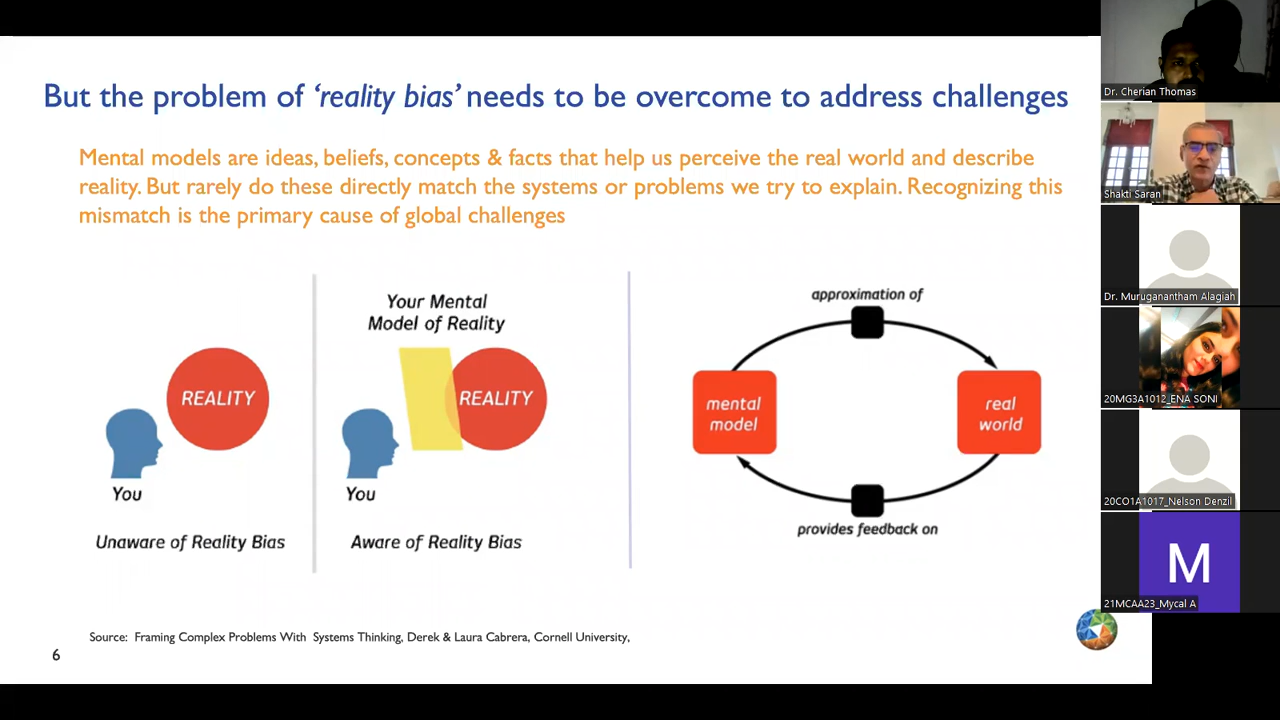 But the problem of ‘reality bias’ needs to be overcome to address challenges
Mental models are ideas, beliefs, concepts & facts that help us perceive the real world and describe
reality. But rarely do these directly match the systems or problems we try to explain. Recognizing this
mismatch is the primary cause of global challenges
REALITY
You
Unaware of Reality Bias
Your Mental
Model of Reality
REALITY
You
Aware of Reality Bias
approximation of
mental
model
real
world
provides feedback on
Source: Framing Complex Problems With Systems Thinking, Derek & Laura Cabrera, Cornell University,
6
Dr. Cherian Thomas
Shakti Saran
Dr. Muruganantham Alagiah
20MG3A1012_ENA SONI
20CO1A1017_Nelson Denzil
M
21MCAA23_Mycal A